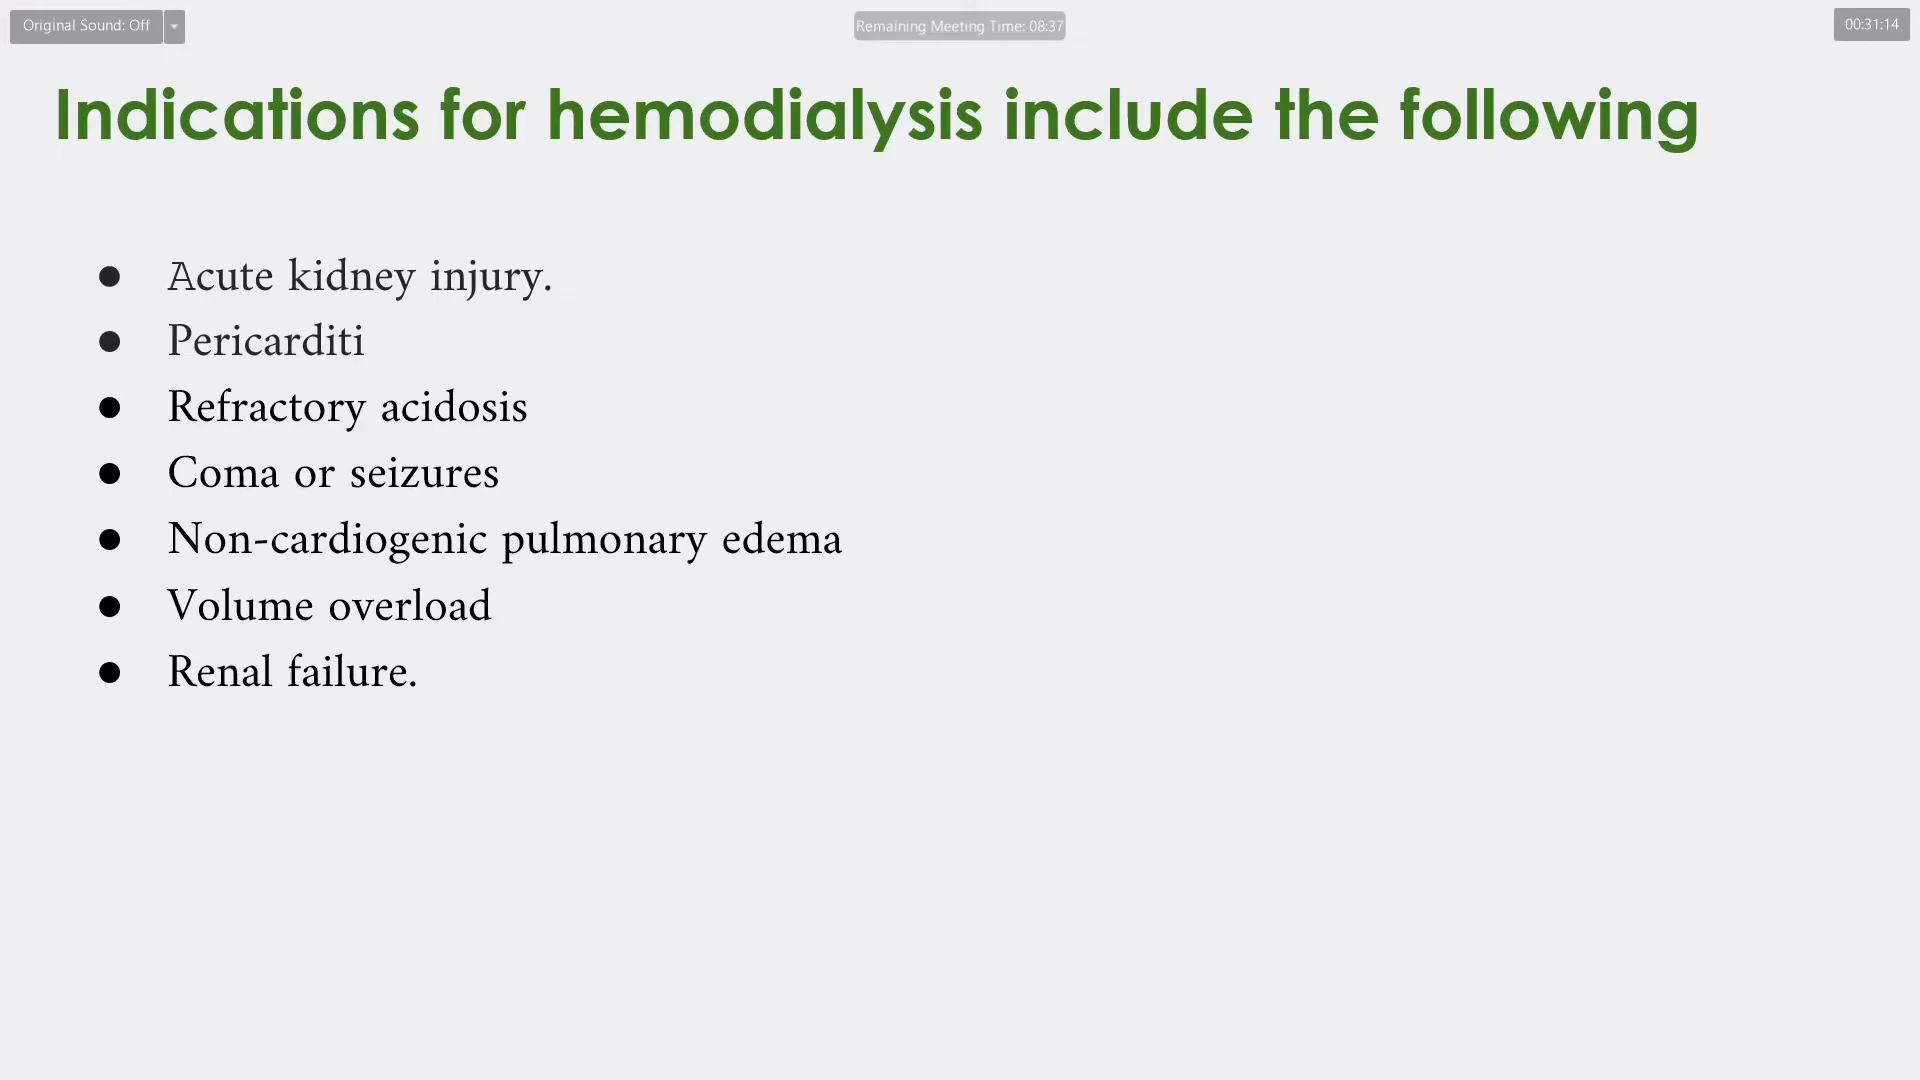 Original Sound: Off
Remaining Meeting Time: 08:37
00:31:14
Indications for hemodialysis include the following
● Acute kidney injury.
● Pericarditi
● Refractory acidosis
● Coma or seizures
● Non-cardiogenic pulmonary edema
● Volume overload
● Renal failure.